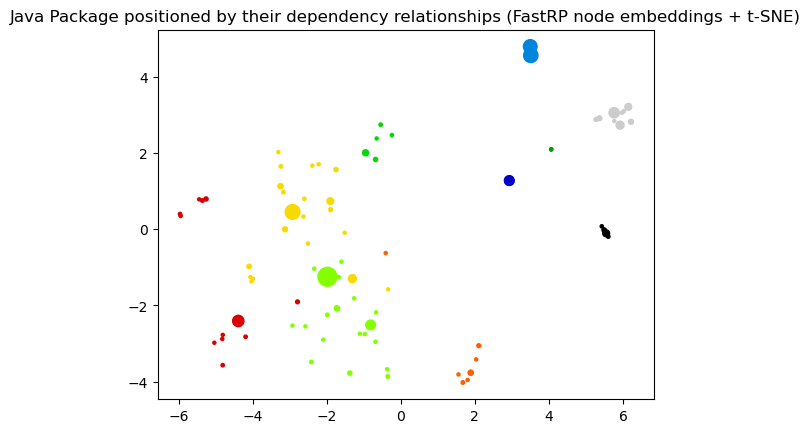 Java Package positioned by their dependency relationships (FastRP node embeddings + t-SNE)
4
2
0
−2
−4
−6 −4 −2 0 2 4 6